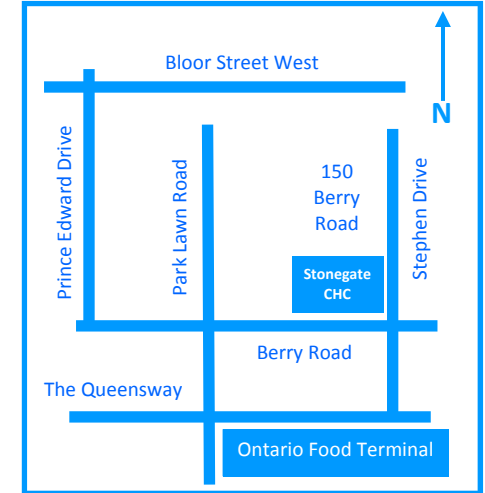 Bloor Street West
N
Prince Edward Drive
Park Lawn Road
150
Berry
Road
Stephen Drive
Stonegate
CHC
Berry Road
The Queensway
Ontario Food Terminal